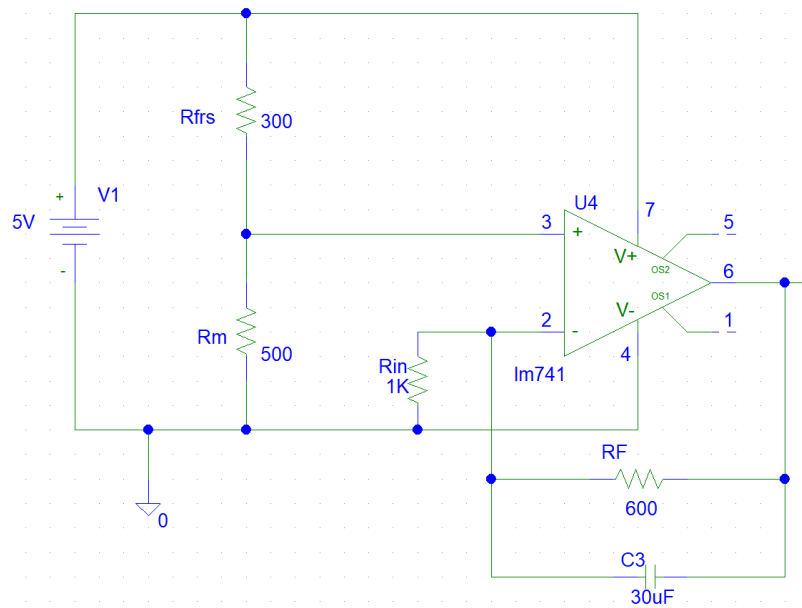 Rfrs
300
+
V1
5V
-
U4
7
3
+
5
V+
OS2
6
OS1
V-
2
-
1
4
lm741
Rm
500
Rin
1K
RF
600
0
C3
30uF